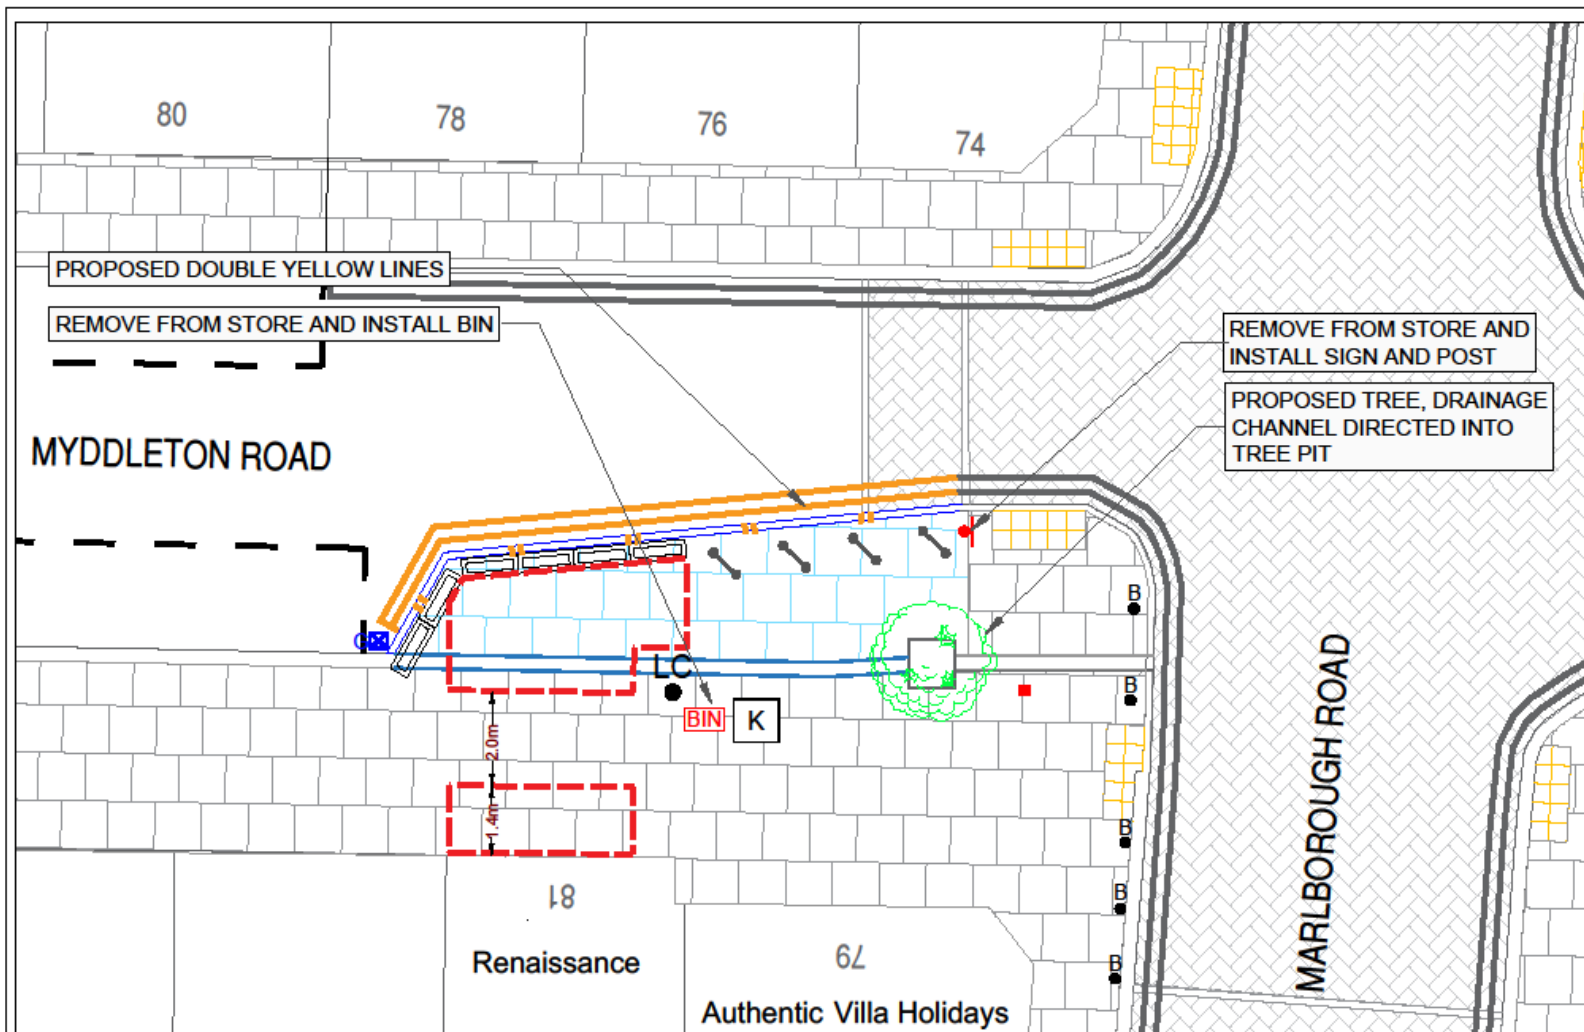 80
78
76
74
PROPOSED DOUBLE YELLOW LINES
REMOVE FROM STORE AND INSTALL BIN
REMOVE FROM STORE AND
INSTALL SIGN AND POST
PROPOSED TREE, DRAINAGE
CHANNEL DIRECTED INTO
TREE PIT
MYDDLETON ROAD
G
LC
BIN
K
B
B
B
B
B
2.0m
1.4m
MARLBOROUGH ROAD
81
Renaissance
79
Authentic Villa Holidays